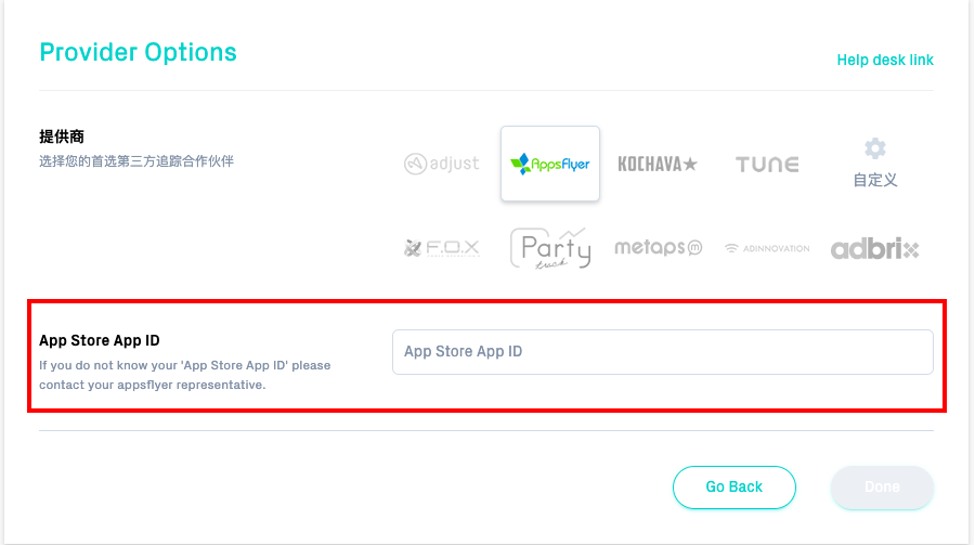 Provider Options
Help desk link
提供商
选择您的首选第三方追踪合作伙伴
adjust
AppsFlyer
KOCHAVA★
TUNE
自定义
F.O.X
Party
track
metaps
ADINNOVATION
adbrix
App Store App ID
If you do not know your 'App Store App ID' please
contact your appsflyer representative.
App Store App ID
Go Back
Done